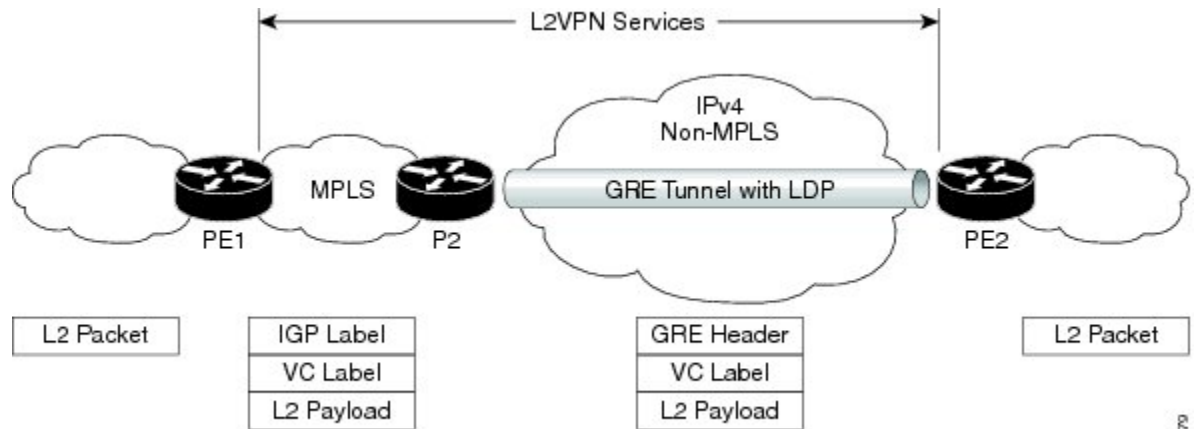 L2VPN Services
IPv4
Non-MPLS
MPLS
GRE Tunnel with LDP
PE1
P2
PE2
L2 Packet
IGP Label
GRE Header
L2 Packet
VC Label
VC Label
L2 Payload
L2 Payload